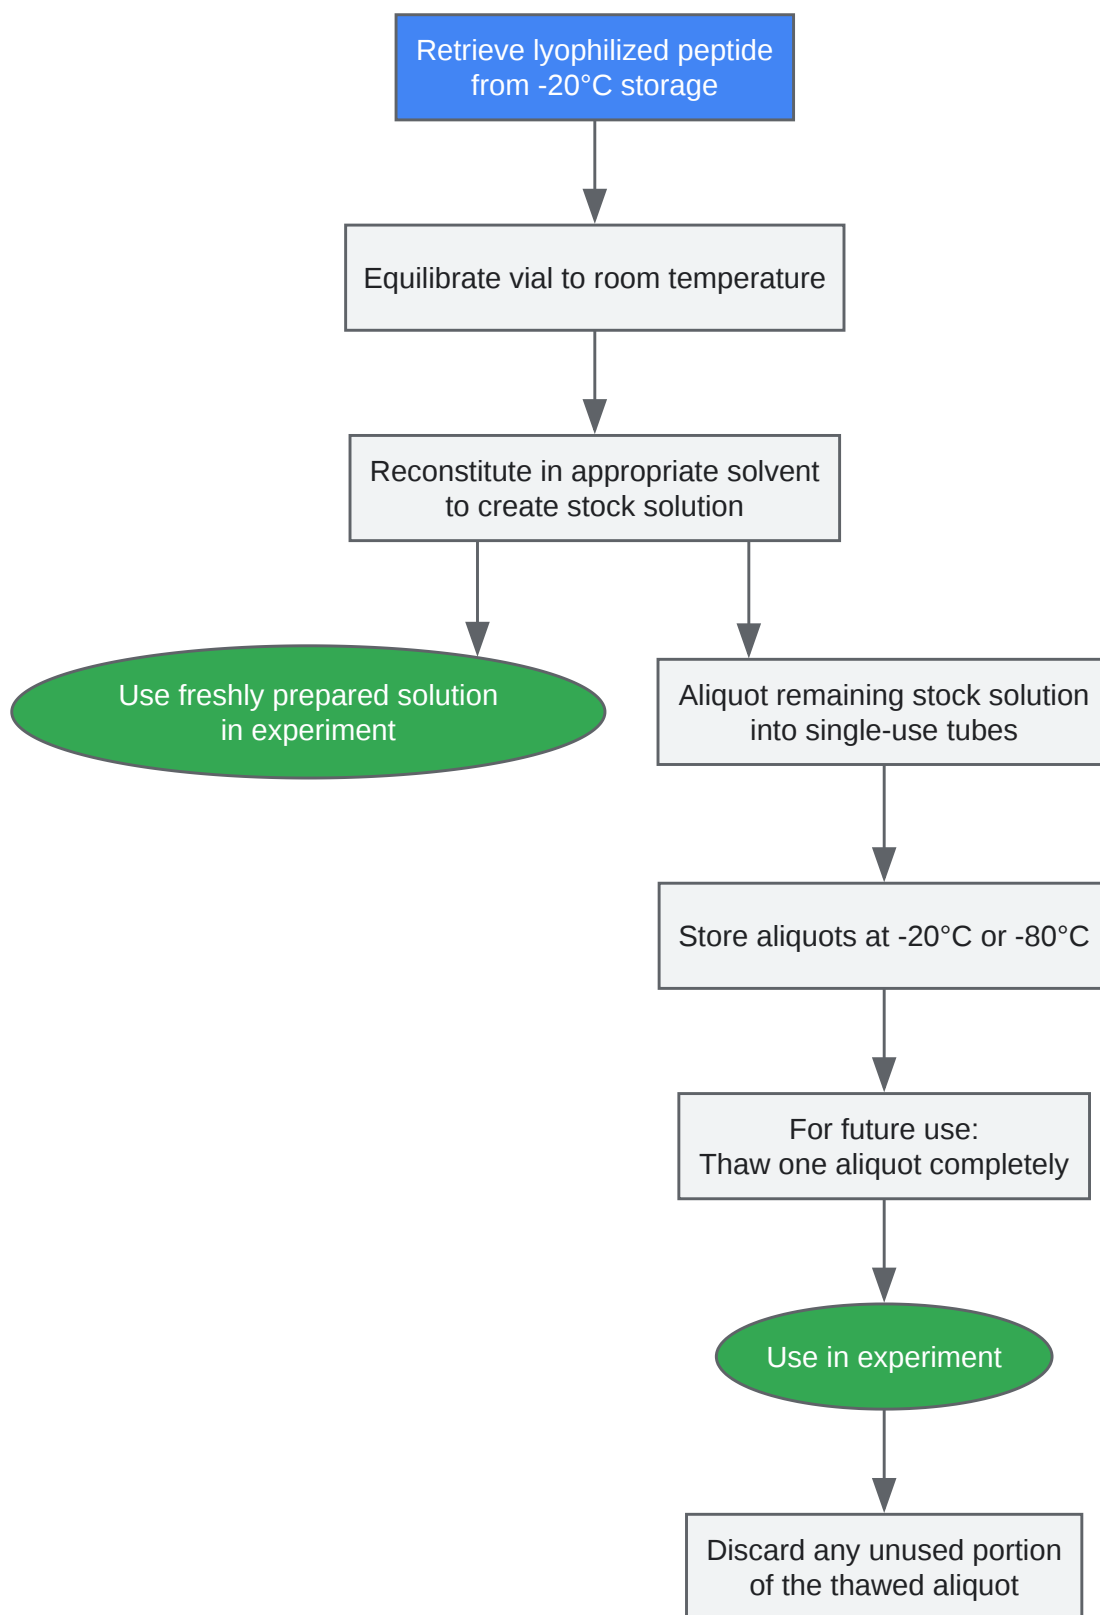 Retrieve lyophilized peptide
from -20°C storage
Equilibrate vial to room temperature
Reconstitute in appropriate solvent
to create stock solution
Use freshly prepared solution
in experiment
Aliquot remaining stock solution
into single-use tubes
Store aliquots at -20°C or -80°C
For future use:
Thaw one aliquot completely
Use in experiment
Discard any unused portion
of the thawed aliquot